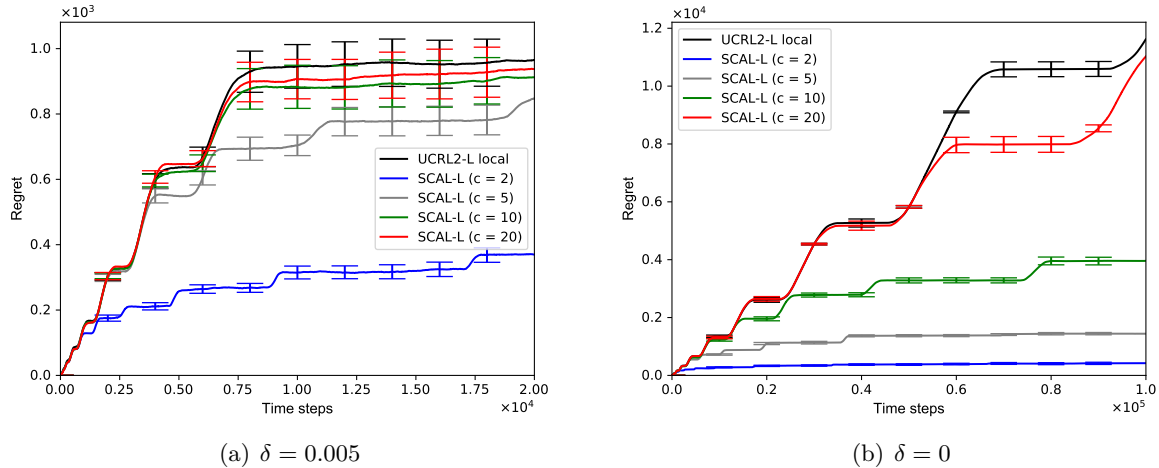 ×10³
1.0
0.8
0.6
0.4
0.2
0.0
Regret
UCRL2-L local
SCAL-L (c = 2)
SCAL-L (c = 5)
SCAL-L (c = 10)
SCAL-L (c = 20)
0.00 0.25 0.50 0.75 1.00 1.25 1.50 1.75 2.00
Time steps
×10⁴
(a) δ = 0.005
×10⁴
1.2
1.0
0.8
0.6
0.4
0.2
0.0
Regret
UCRL2-L local
SCAL-L (c = 2)
SCAL-L (c = 5)
SCAL-L (c = 10)
SCAL-L (c = 20)
0.0 0.2 0.4 0.6 0.8 1.0
Time steps
×10⁵
(b) δ = 0